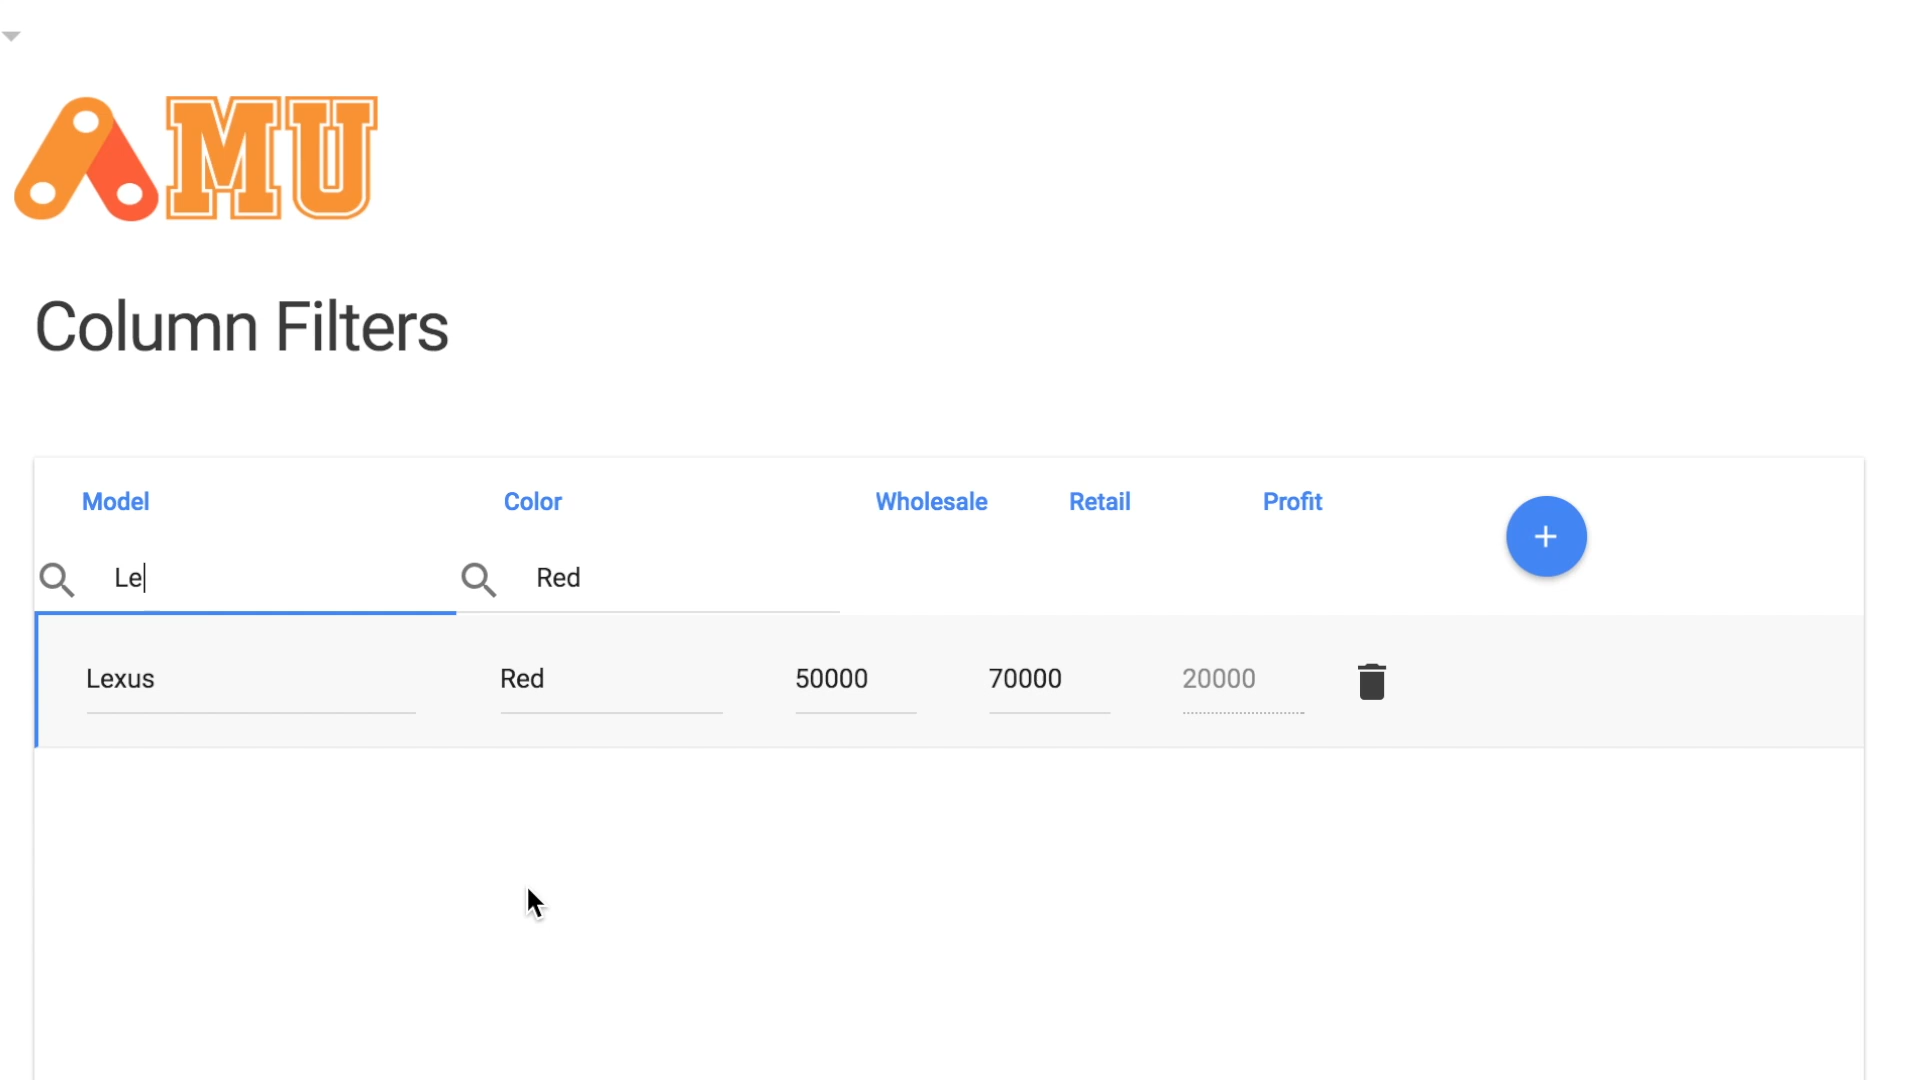 AMU
Column Filters
Model Color Wholesale Retail Profit
Le Red
+
Lexus Red 50000 70000 20000